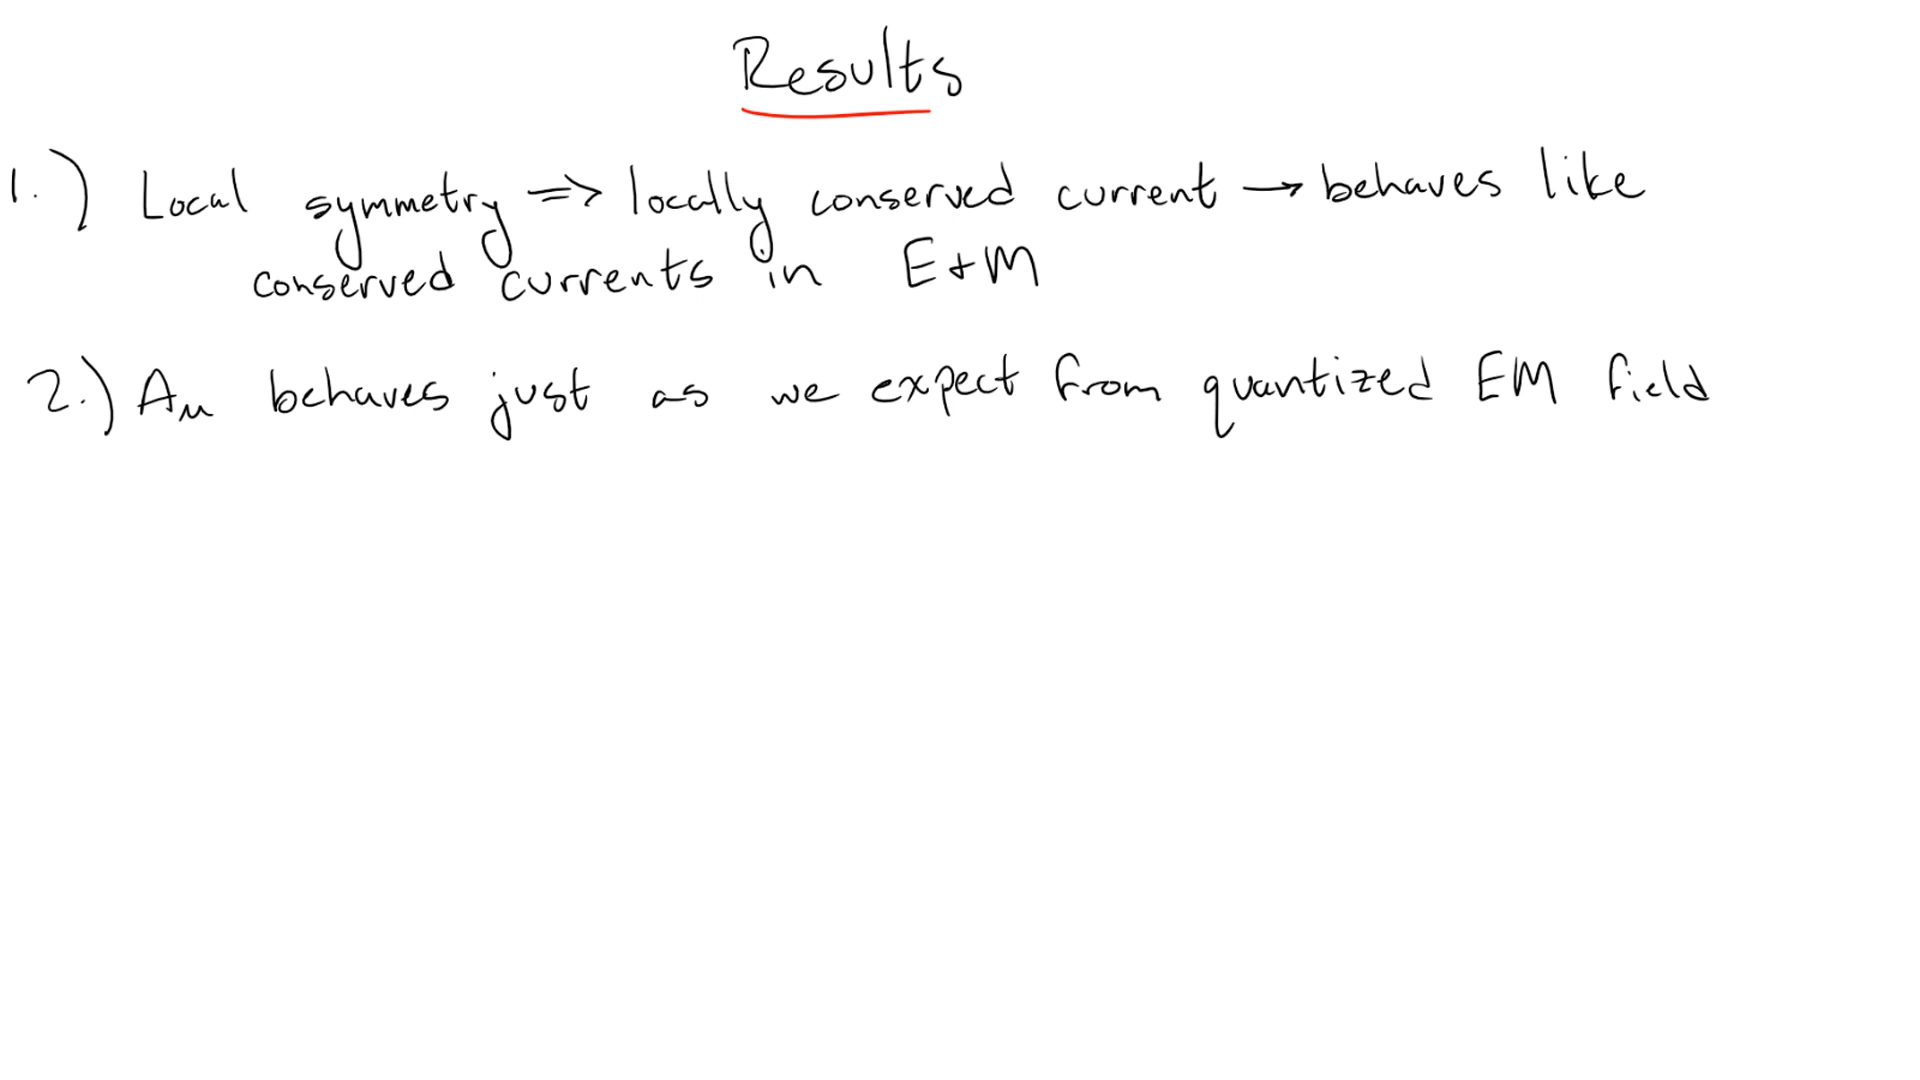 Results
1.) Local symmetry => locally conserved current → behaves like
conserved currents in E+M
2.) Aμ behaves just as we expect from quantized EM field